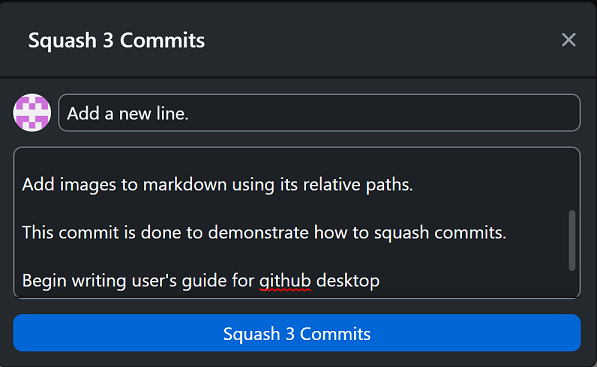 Squash 3 Commits
Add a new line.
Add images to markdown using its relative paths.
This commit is done to demonstrate how to squash commits.
Begin writing user's guide for github desktop
Squash 3 Commits